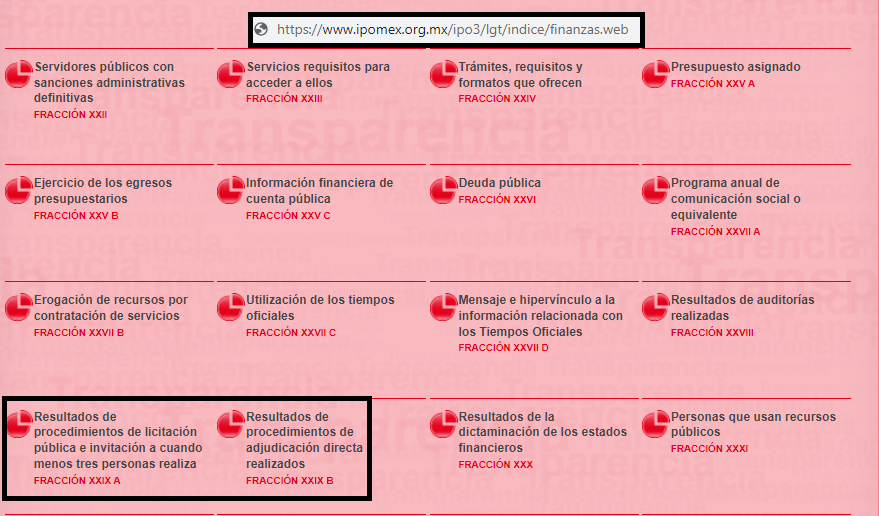 https://www.ipomex.org.mx/ipo3/lgt/indice/finanzas.web
Servidores públicos con
sanciones administrativas
definitivas
FRACCIÓN XXII
Servicios requisitos para
acceder a ellos
FRACCIÓN XXIII
Trámites, requisitos y
formatos que ofrecen
FRACCIÓN XXIV
Presupuesto asignado
FRACCIÓN XXV A
Ejercicio de los egresos
presupuestarios
FRACCIÓN XXV B
Información financiera de
cuenta pública
FRACCIÓN XXV C
Deuda pública
FRACCIÓN XXVI
Programa anual de
comunicación social o
equivalente
FRACCIÓN XXVII A
Erogación de recursos por
contratación de servicios
FRACCIÓN XXVII B
Utilización de los tiempos
oficiales
FRACCIÓN XXVII C
Mensaje e hipervínculo a la
información relacionada con
los Tiempos Oficiales
FRACCIÓN XXVII D
Resultados de auditorías
realizadas
FRACCIÓN XXVIII
Resultados de
procedimientos de licitación
pública e invitación a cuando
menos tres personas realiza
FRACCIÓN XXIX A
Resultados de
procedimientos de
adjudicación directa
realizados
FRACCIÓN XXIX B
Resultados de la
dictaminación de los estados
financieros
FRACCIÓN XXX
Personas que usan recursos
públicos
FRACCIÓN XXXI